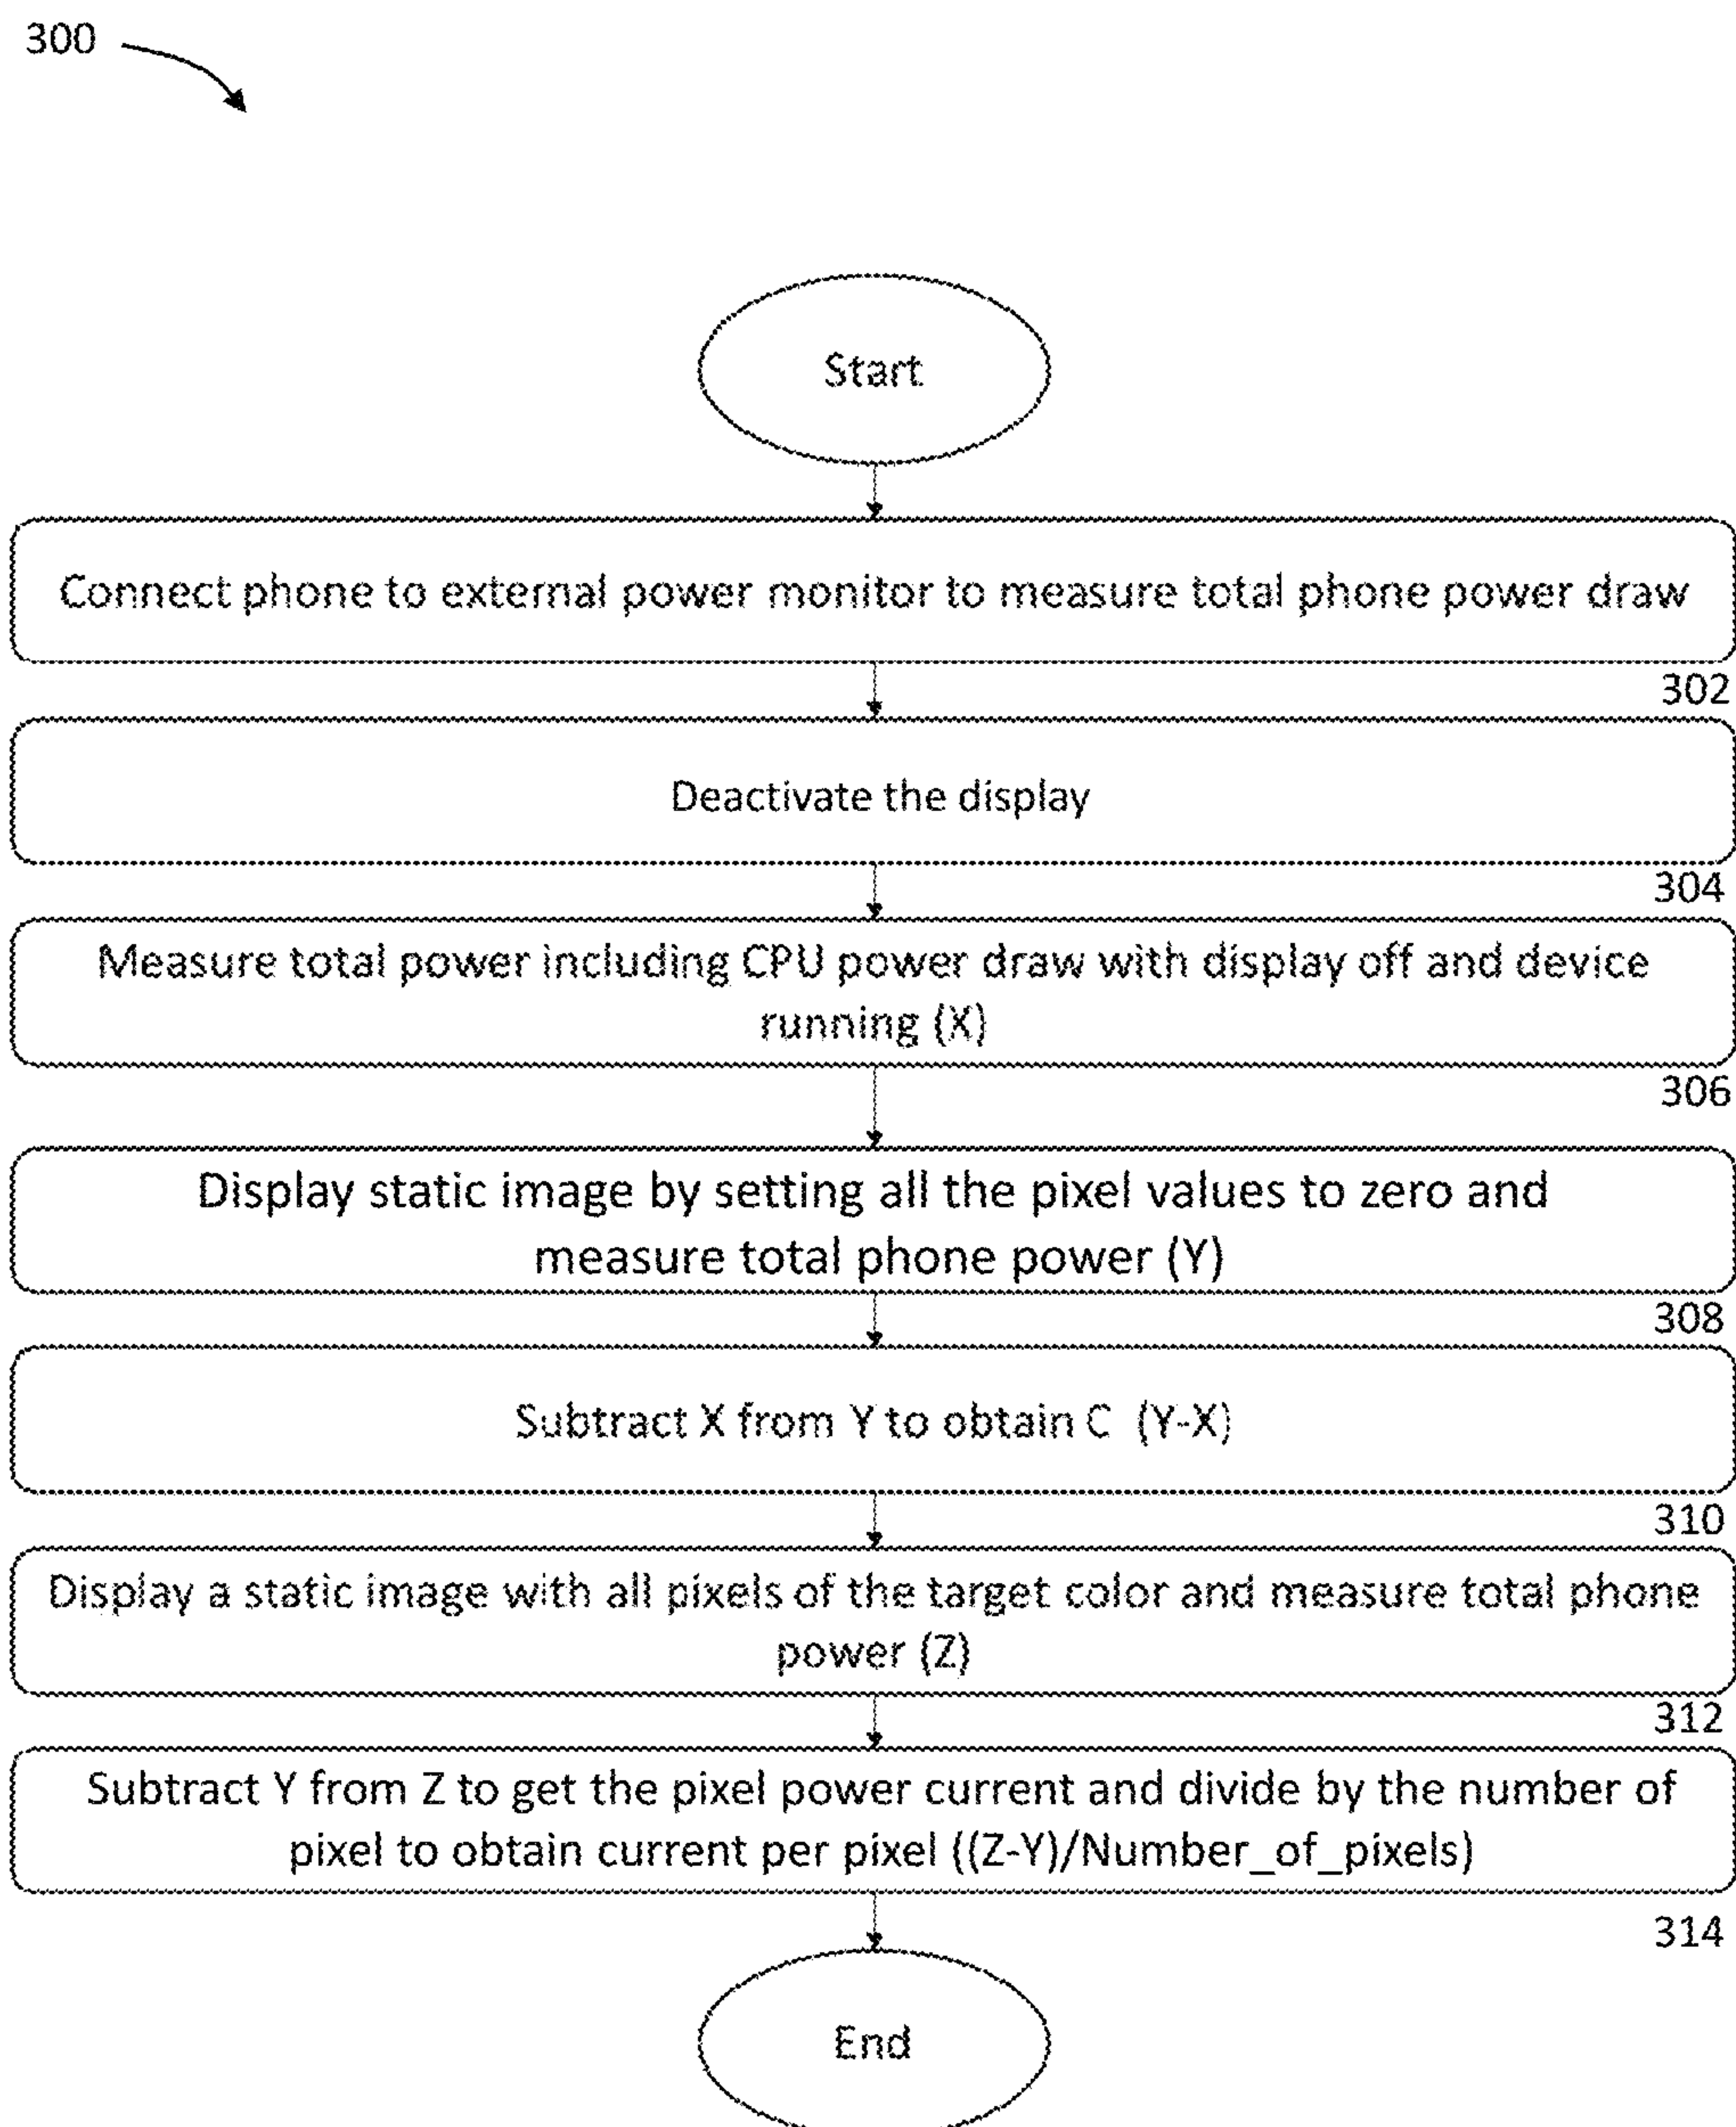 300
Start
Connect phone to external power monitor to measure total phone power draw
302
Deactivate the display
304
Measure total power including CPU power draw with display off and device
running (X)
306
Display static image by setting all the pixel values to zero and
measure total phone power (Y)
308
Subtract X from Y to obtain C (Y-X)
310
Display a static image with all pixels of the target color and measure total phone
power (Z)
312
Subtract Y from Z to get the pixel power current and divide by the number of
pixel to obtain current per pixel ((Z-Y)/Number_of_pixels)
314
End